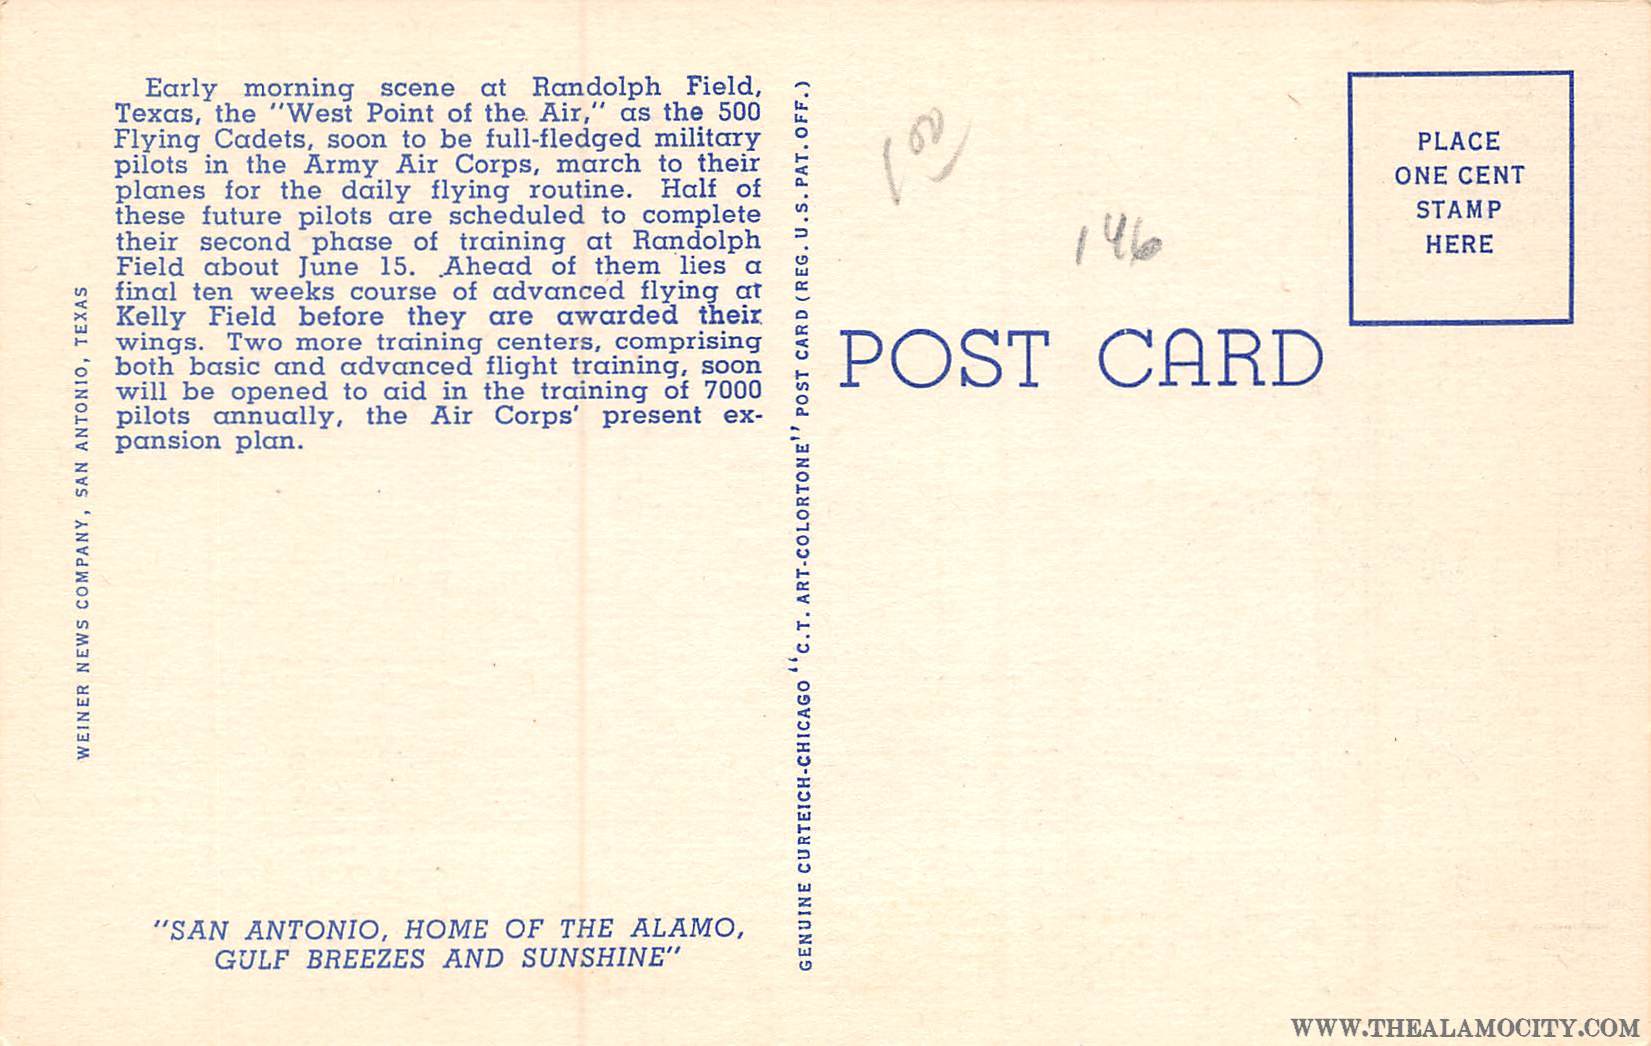 Early morning scene at Randolph Field,
Texas, the "West Point of the Air," as the 500
Flying Cadets, soon to be full-fledged military
pilots in the Army Air Corps, march to their
planes for the daily flying routine. Half of
these future pilots are scheduled to complete
their second phase of training at Randolph
Field about June 15. Ahead of them lies a
final ten weeks course of advanced flying at
Kelly Field before they are awarded their
wings. Two more training centers, comprising
both basic and advanced flight training, soon
will be opened to aid in the training of 7000
pilots annually, the Air Corps' present ex-
pansion plan.
WEINER NEWS COMPANY, SAN ANTONIO, TEXAS
"SAN ANTONIO, HOME OF THE ALAMO,
GULF BREEZES AND SUNSHINE"
GENUINE CURTEICH-CHICAGO "C.T. ART-COLORTONE" POST CARD (REG. U.S. PAT. OFF.)
1 00
146
POST CARD
PLACE
ONE CENT
STAMP
HERE
WWW.THEALAMOCITY.COM